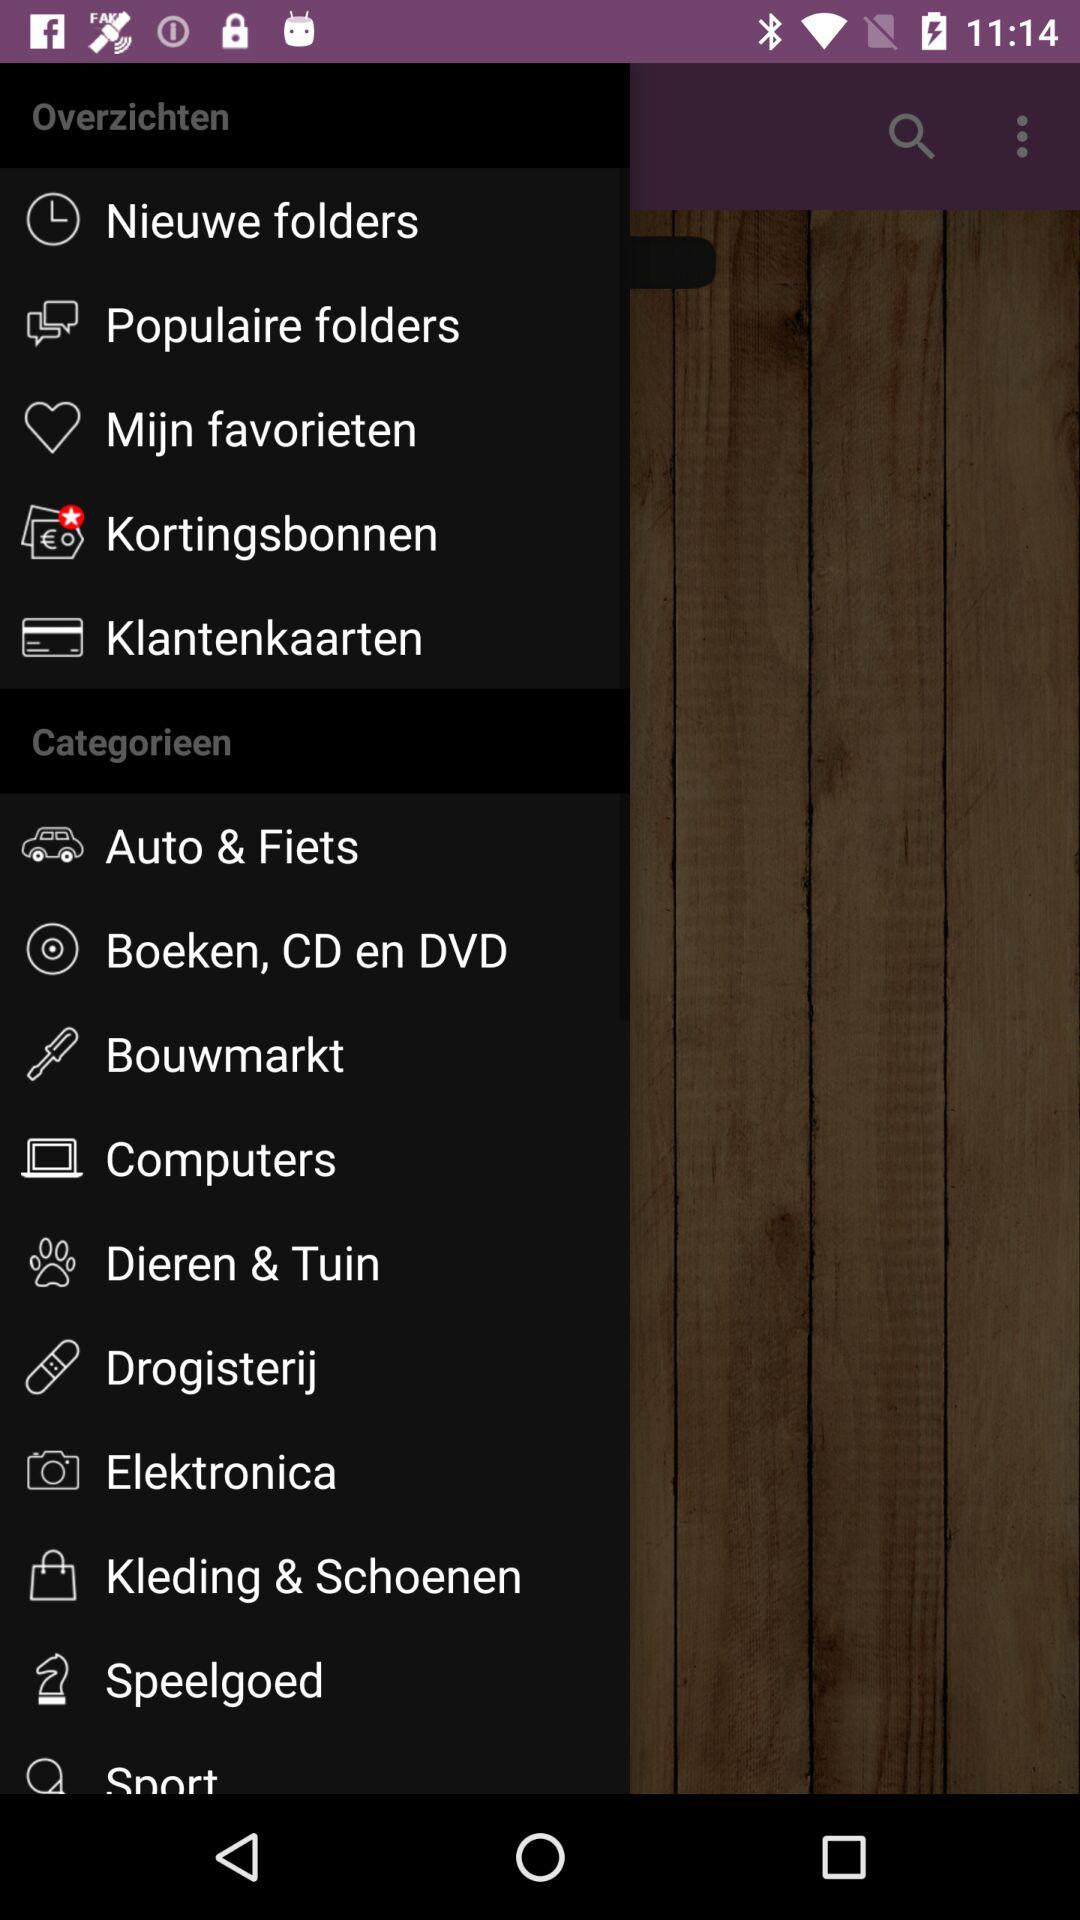 FAKE
11:14
Overzichten
Nieuwe folders
Populaire folders
Mijn favorieten
Kortingsbonnen
Klantenkaarten
Categorieen
Auto & Fiets
Boeken, CD en DVD
Bouwmarkt
Computers
Dieren & Tuin
Drogisterij
Elektronica
Kleding & Schoenen
Speelgoed
Sport